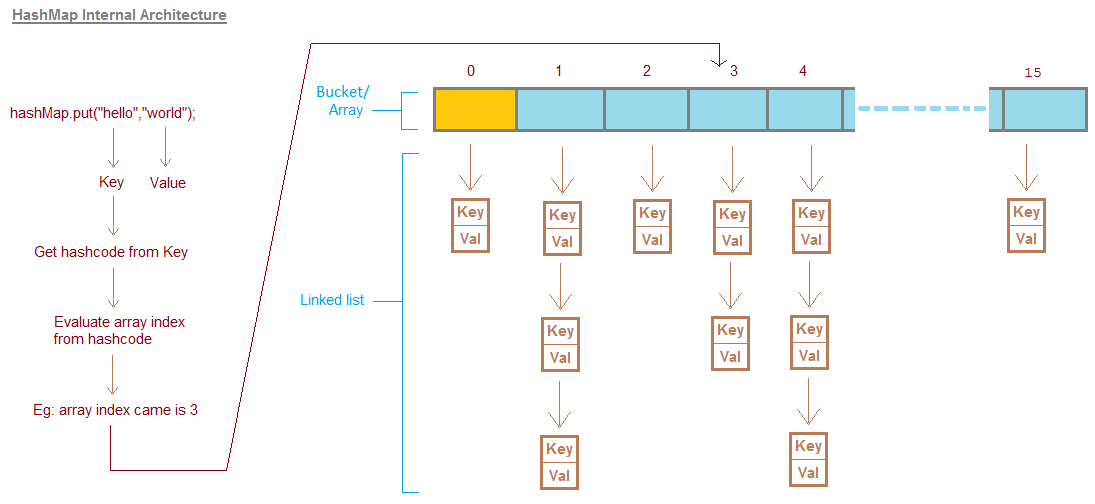 HashMap Internal Architecture
0 1 2 3 4 15
Bucket/
Array
hashMap.put("hello","world");
Key Value
Get hashcode from Key
Evaluate array index
from hashcode
Eg: array index came is 3
Linked list
Key Key Key Key Key Key
Val Val Val Val Val Val
Key Key Key
Val Val Val
Key Key
Val Val